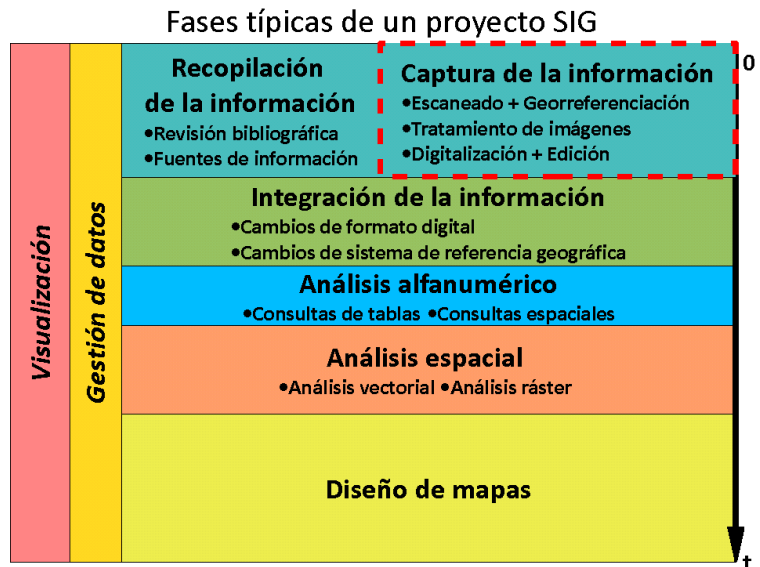 Fases típicas de un proyecto SIG
Visualización
Gestión de datos
Recopilación
de la información
•Revisión bibliográfica
•Fuentes de información
Captura de la información
•Escaneado + Georreferenciación
•Tratamiento de imágenes
•Digitalización + Edición
0
Integración de la información
•Cambios de formato digital
•Cambios de sistema de referencia geográfica
Análisis alfanumérico
•Consultas de tablas •Consultas espaciales
Análisis espacial
•Análisis vectorial •Análisis ráster
Diseño de mapas
t